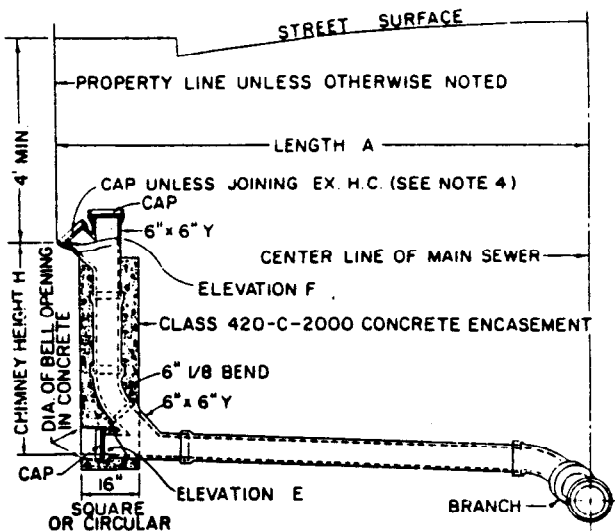 STREET SURFACE
PROPERTY LINE UNLESS OTHERWISE NOTED
4' MIN
LENGTH A
CAP UNLESS JOINING EX. H.C. (SEE NOTE 4)
CAP
6" x 6" Y
CENTER LINE OF MAIN SEWER
ELEVATION F
CHIMNEY HEIGHT H
DIA. OF BELL OPENING
IN CONCRETE
CLASS 420-C-2000 CONCRETE ENCASEMENT
6" 1/8 BEND
6" x 6" Y
CAP
16"
ELEVATION E
SQUARE
OR CIRCULAR
BRANCH